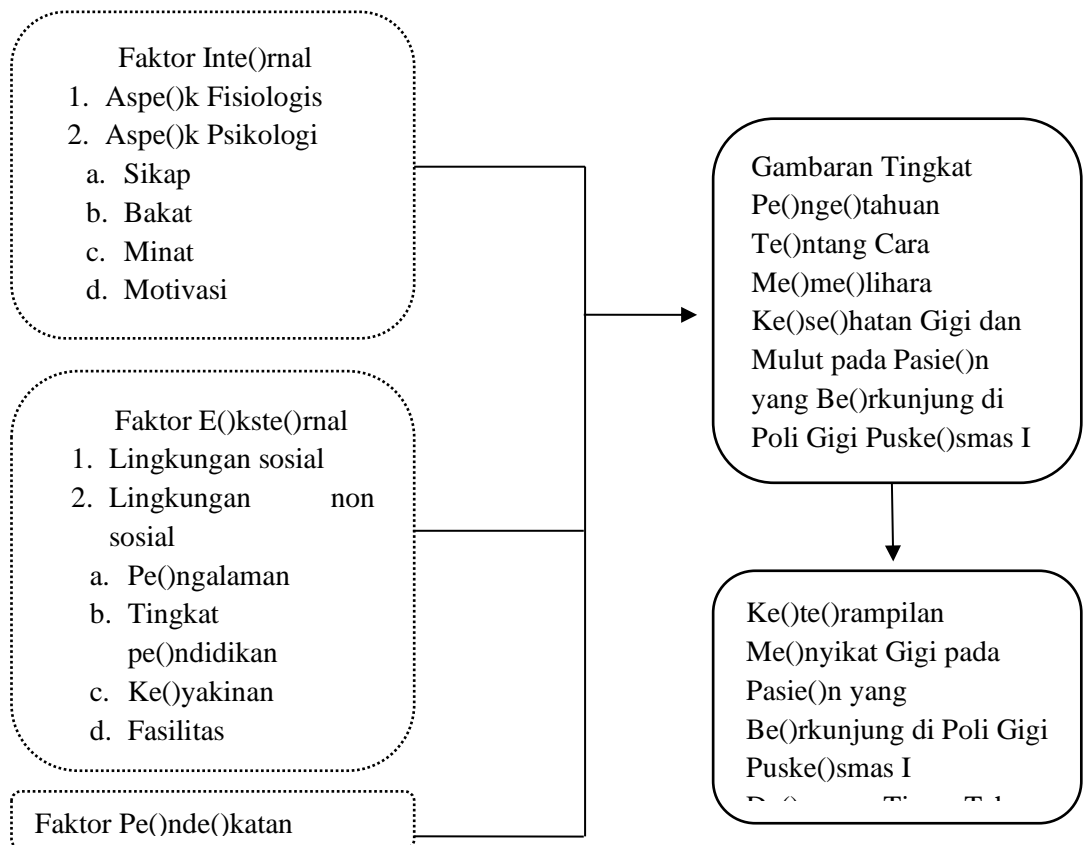 Faktor Inte()rnal
1. Aspe()k Fisiologis
2. Aspe()k Psikologi
a. Sikap
b. Bakat
c. Minat
d. Motivasi
Faktor E()kste()rnal
1. Lingkungan sosial
2. Lingkungan non
sosial
a. Pe()ngalaman
b. Tingkat
pe()ndidikan
c. Ke()yakinan
d. Fasilitas
Faktor Pe()nde()katan
Gambaran Tingkat
Pe()nge()tahuan
Te()ntang Cara
Me()me()lihara
Ke()se()hatan Gigi dan
Mulut pada Pasie()n
yang Be()rkunjung di
Poli Gigi Puske()smas I
Ke()te()rampilan
Me()nyikat Gigi pada
Pasie()n yang
Be()rkunjung di Poli Gigi
Puske()smas I